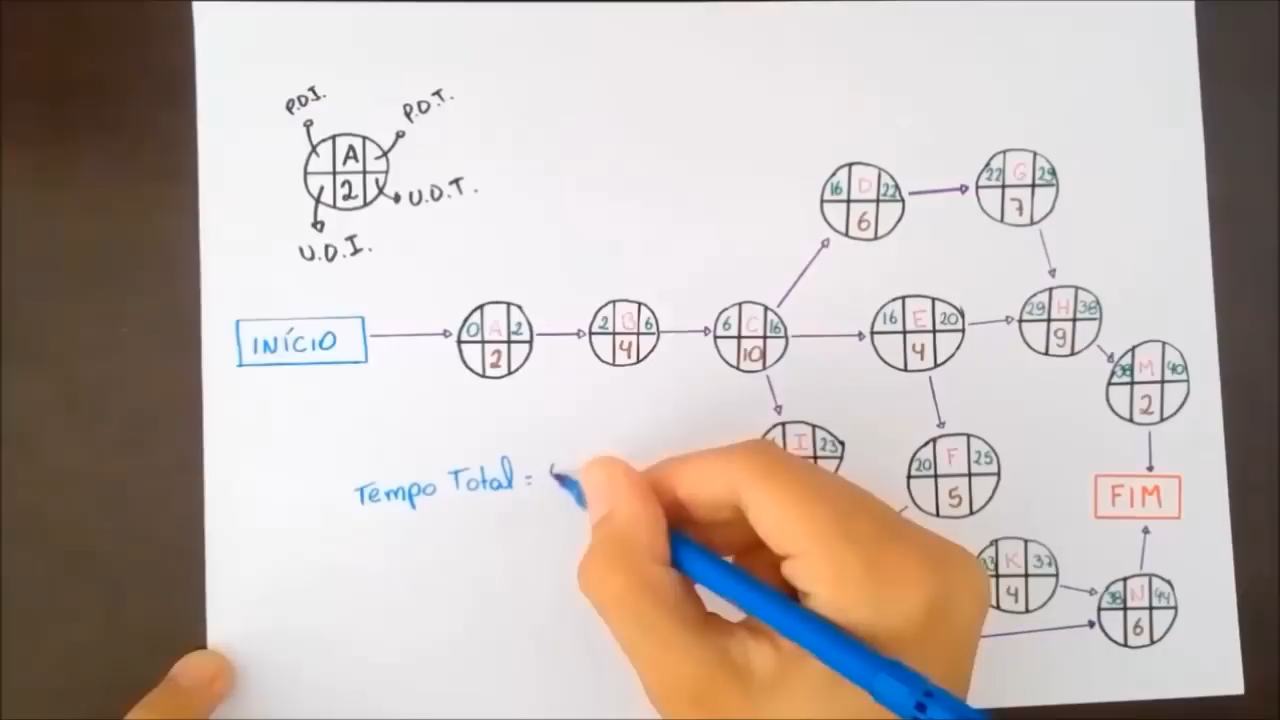 P.D.I.
P.D.T.
A
2
U.D.T.
U.D.I.
INÍCIO
0 A 2
2
2 B 6
4
6 C 16
10
16 D 22
6
22 G 29
7
16 E 20
4
29 H 38
9
38 M 40
2
I 23
20 F 25
5
FIM
K 37
4
38 N 44
6
Tempo Total =